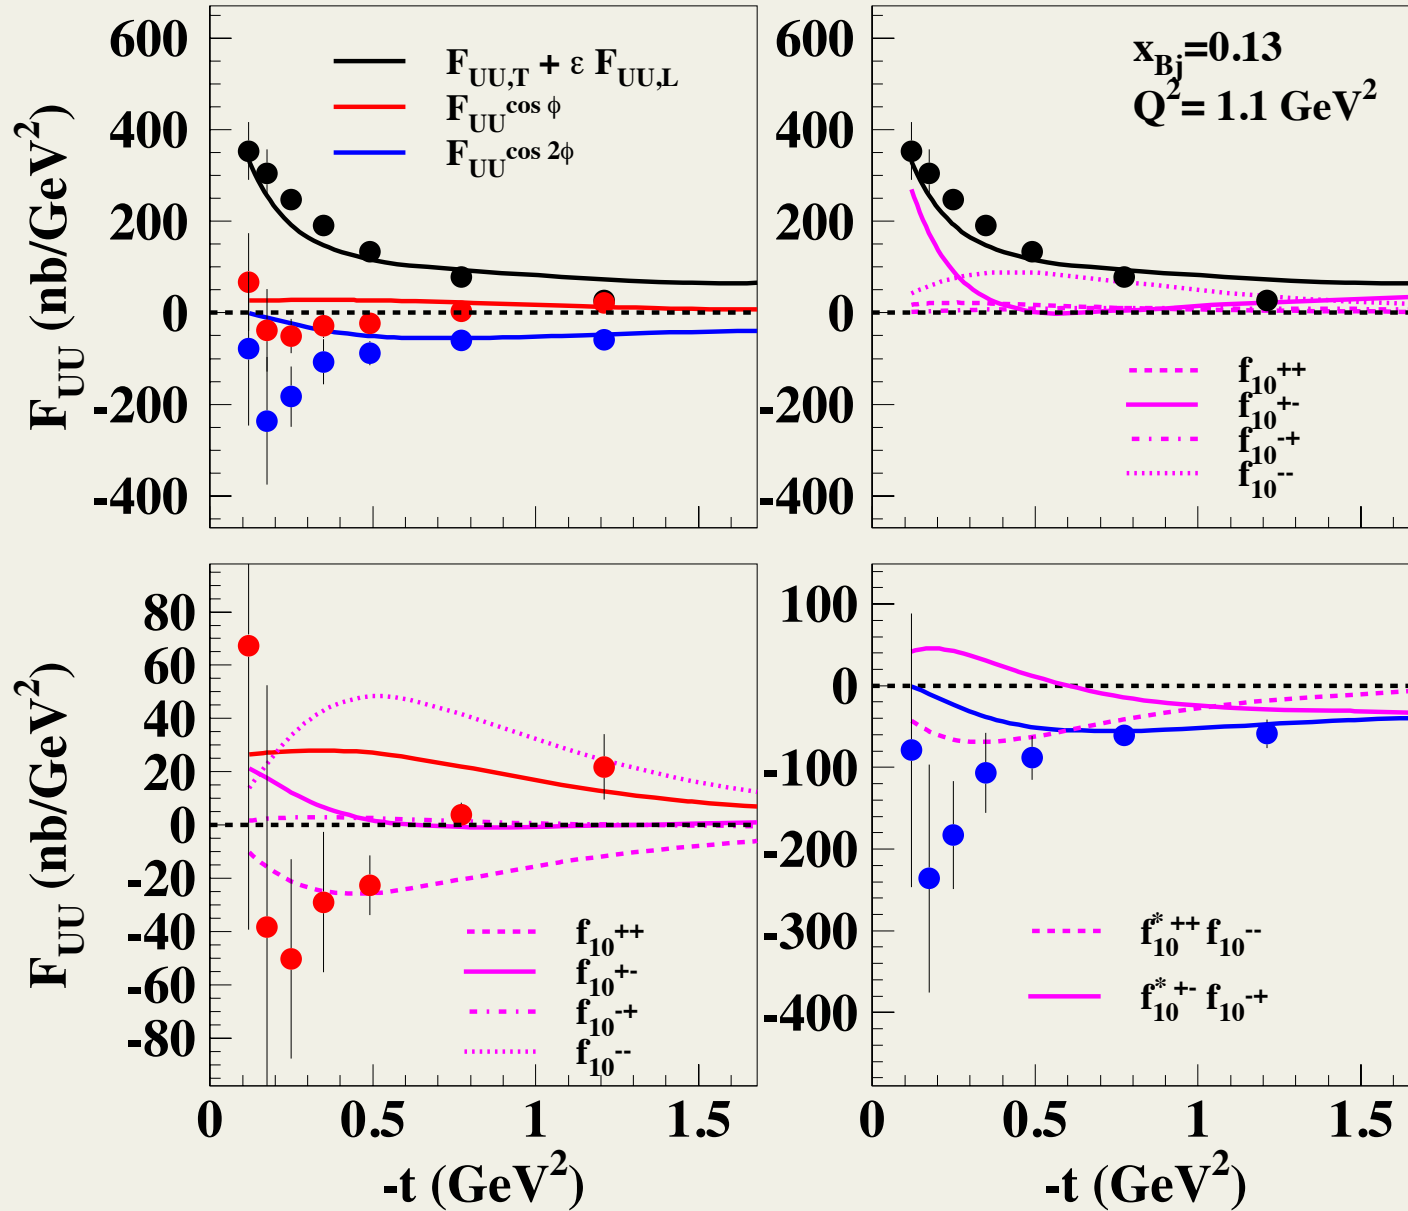 F_UU (nb/GeV^2)
600
400
200
0
-200
-400
F_UU,T + ε F_UU,L
F_UU^cos ϕ
F_UU^cos 2ϕ
600
400
200
0
-200
-400
x_Bj=0.13
Q^2= 1.1 GeV^2
f_10^++
f_10^+-
f_10^-+
f_10^--
F_UU (nb/GeV^2)
80
60
40
20
0
-20
-40
-60
-80
f_10^++
f_10^+-
f_10^-+
f_10^--
0 0.5 1 1.5
-t (GeV^2)
100
0
-100
-200
-300
-400
f_10^*++ f_10^--
f_10^*+- f_10^-+
0 0.5 1 1.5
-t (GeV^2)